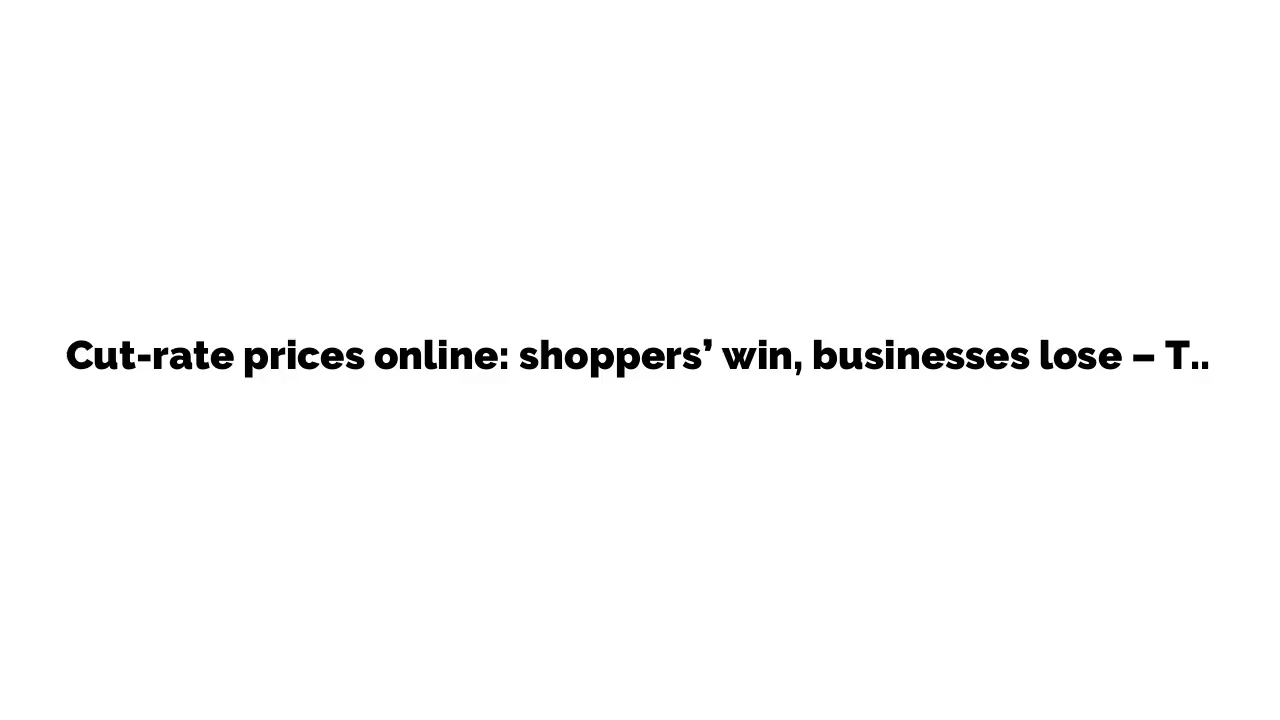 Cut-rate prices online: shoppers’ win, businesses lose – T..